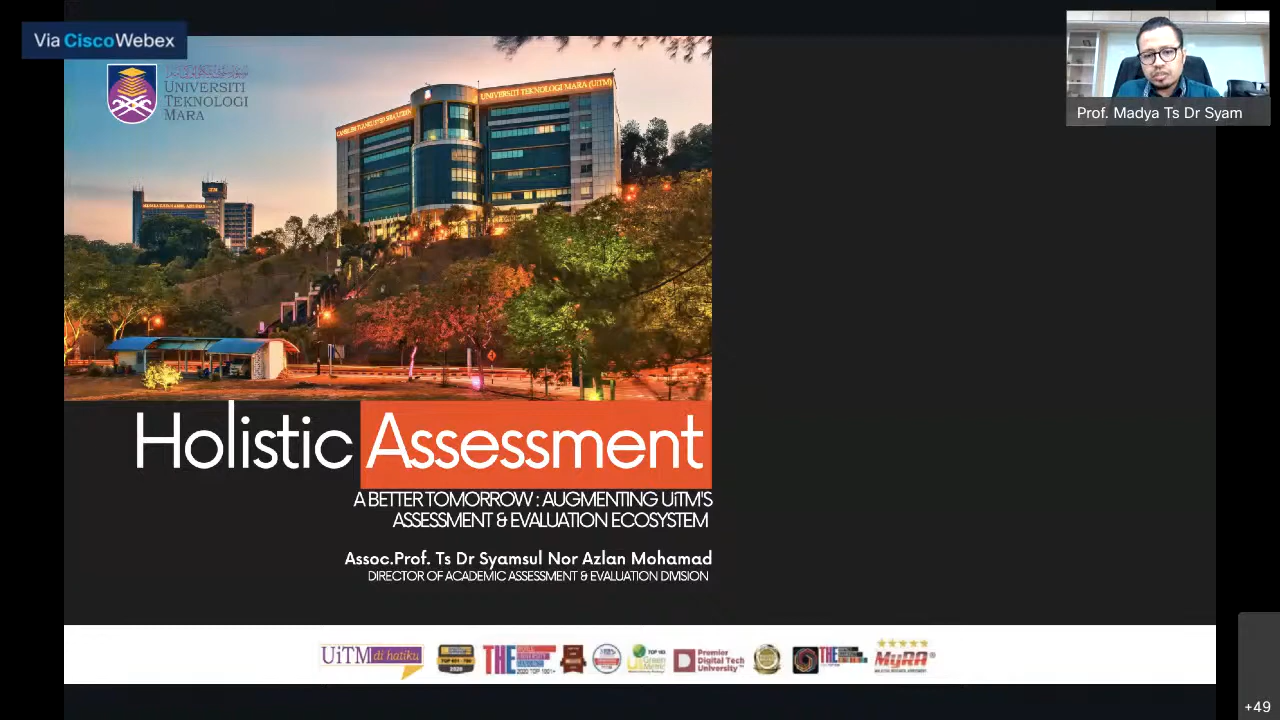 Via CiscoWebex
UNIVERSITI
TEKNOLOGI
MARA
UNIVERSITI TEKNOLOGI MARA (UiTM)
Prof. Madya Ts Dr Syam
Holistic Assessment
A BETTER TOMORROW : AUGMENTING UiTM'S
ASSESSMENT & EVALUATION ECOSYSTEM
Assoc.Prof. Ts Dr Syamsul Nor Azlan Mohamad
DIRECTOR OF ACADEMIC ASSESSMENT & EVALUATION DIVISION
UiTM di hatiku
THE
Premier
Digital Tech
University™
THE
MyRA®
+49